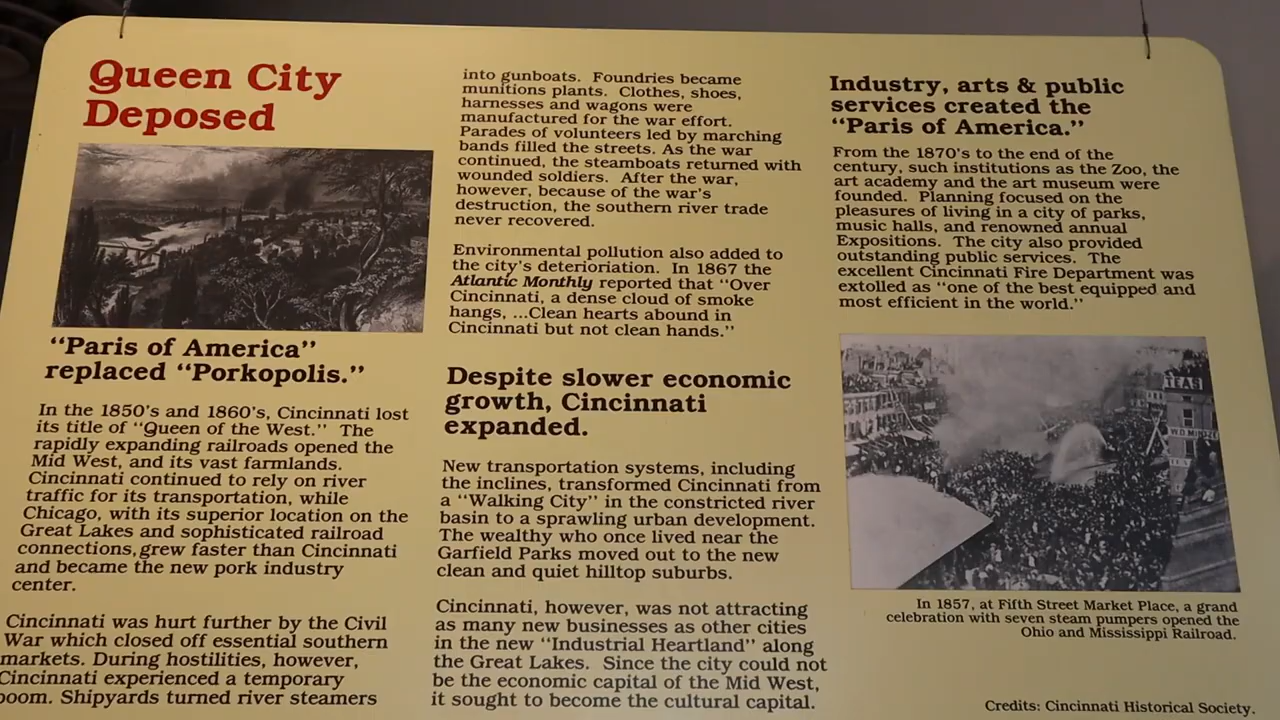 Queen City
Deposed
"Paris of America"
replaced "Porkopolis."
In the 1850's and 1860's, Cincinnati lost
its title of "Queen of the West." The
rapidly expanding railroads opened the
Mid West, and its vast farmlands.
Cincinnati continued to rely on river
traffic for its transportation, while
Chicago, with its superior location on the
Great Lakes and sophisticated railroad
connections, grew faster than Cincinnati
and became the new pork industry
center.
Cincinnati was hurt further by the Civil
War which closed off essential southern
markets. During hostilities, however,
Cincinnati experienced a temporary
boom. Shipyards turned river steamers
into gunboats. Foundries became
munitions plants. Clothes, shoes,
harnesses and wagons were
manufactured for the war effort.
Parades of volunteers led by marching
bands filled the streets. As the war
continued, the steamboats returned with
wounded soldiers. After the war,
however, because of the war's
destruction, the southern river trade
never recovered.
Environmental pollution also added to
the city's deterioriation. In 1867 the
Atlantic Monthly reported that "Over
Cincinnati, a dense cloud of smoke
hangs, ...Clean hearts abound in
Cincinnati but not clean hands."
Despite slower economic
growth, Cincinnati
expanded.
New transportation systems, including
the inclines, transformed Cincinnati from
a "Walking City" in the constricted river
basin to a sprawling urban development.
The wealthy who once lived near the
Garfield Parks moved out to the new
clean and quiet hilltop suburbs.
Cincinnati, however, was not attracting
as many new businesses as other cities
in the new "Industrial Heartland" along
the Great Lakes. Since the city could not
be the economic capital of the Mid West,
it sought to become the cultural capital.
Industry, arts & public
services created the
"Paris of America."
From the 1870's to the end of the
century, such institutions as the Zoo, the
art academy and the art museum were
founded. Planning focused on the
pleasures of living in a city of parks,
music halls, and renowned annual
Expositions. The city also provided
outstanding public services. The
excellent Cincinnati Fire Department was
extolled as "one of the best equipped and
most efficient in the world."
TEAS
In 1857, at Fifth Street Market Place, a grand
celebration with seven steam pumpers opened the
Ohio and Mississippi Railroad.
Credits: Cincinnati Historical Society.